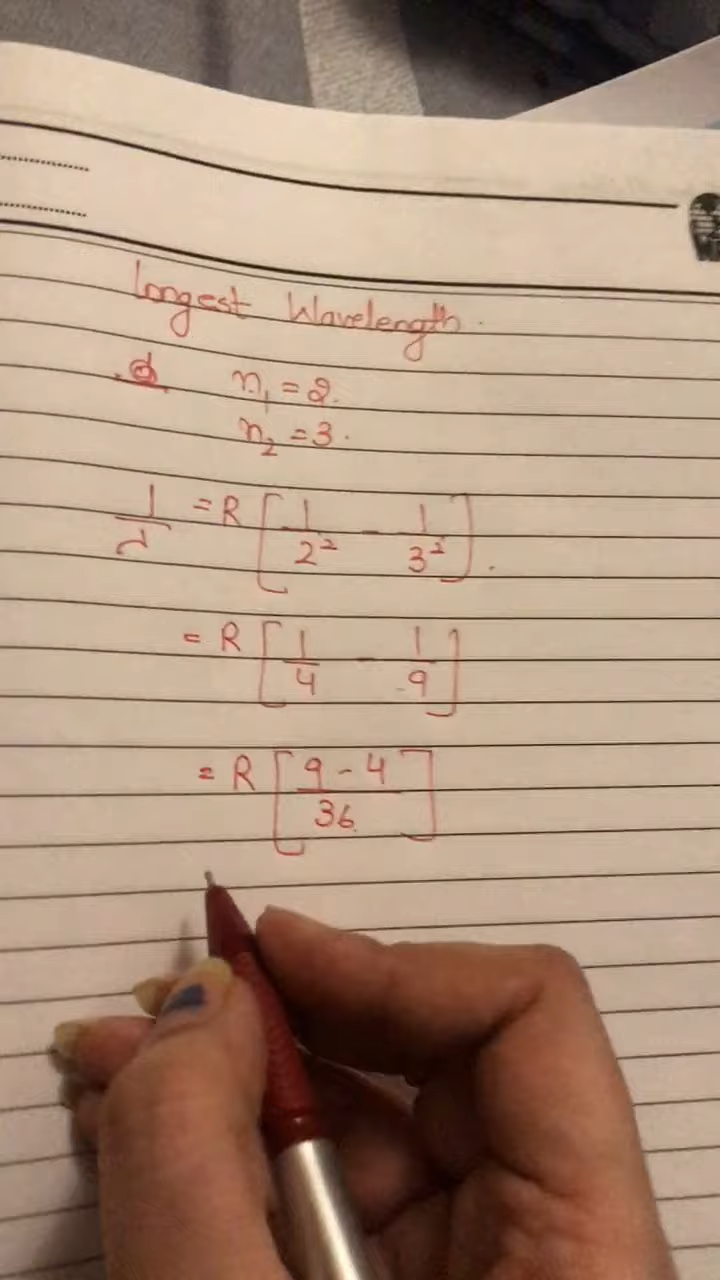 Longest Wavelength.
n₁ = 2.
n₂ = 3.
1/λ = R [ 1/2² - 1/3² ].
= R [ 1/4 - 1/9 ]
= R [ 9 - 4 / 36 ]